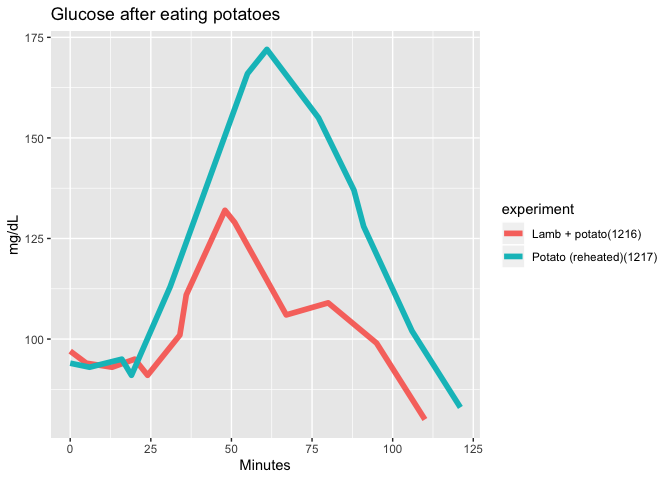 Glucose after eating potatoes
175
150
125
100
mg/dL
0 25 50 75 100 125
Minutes
experiment
Lamb + potato(1216)
Potato (reheated)(1217)